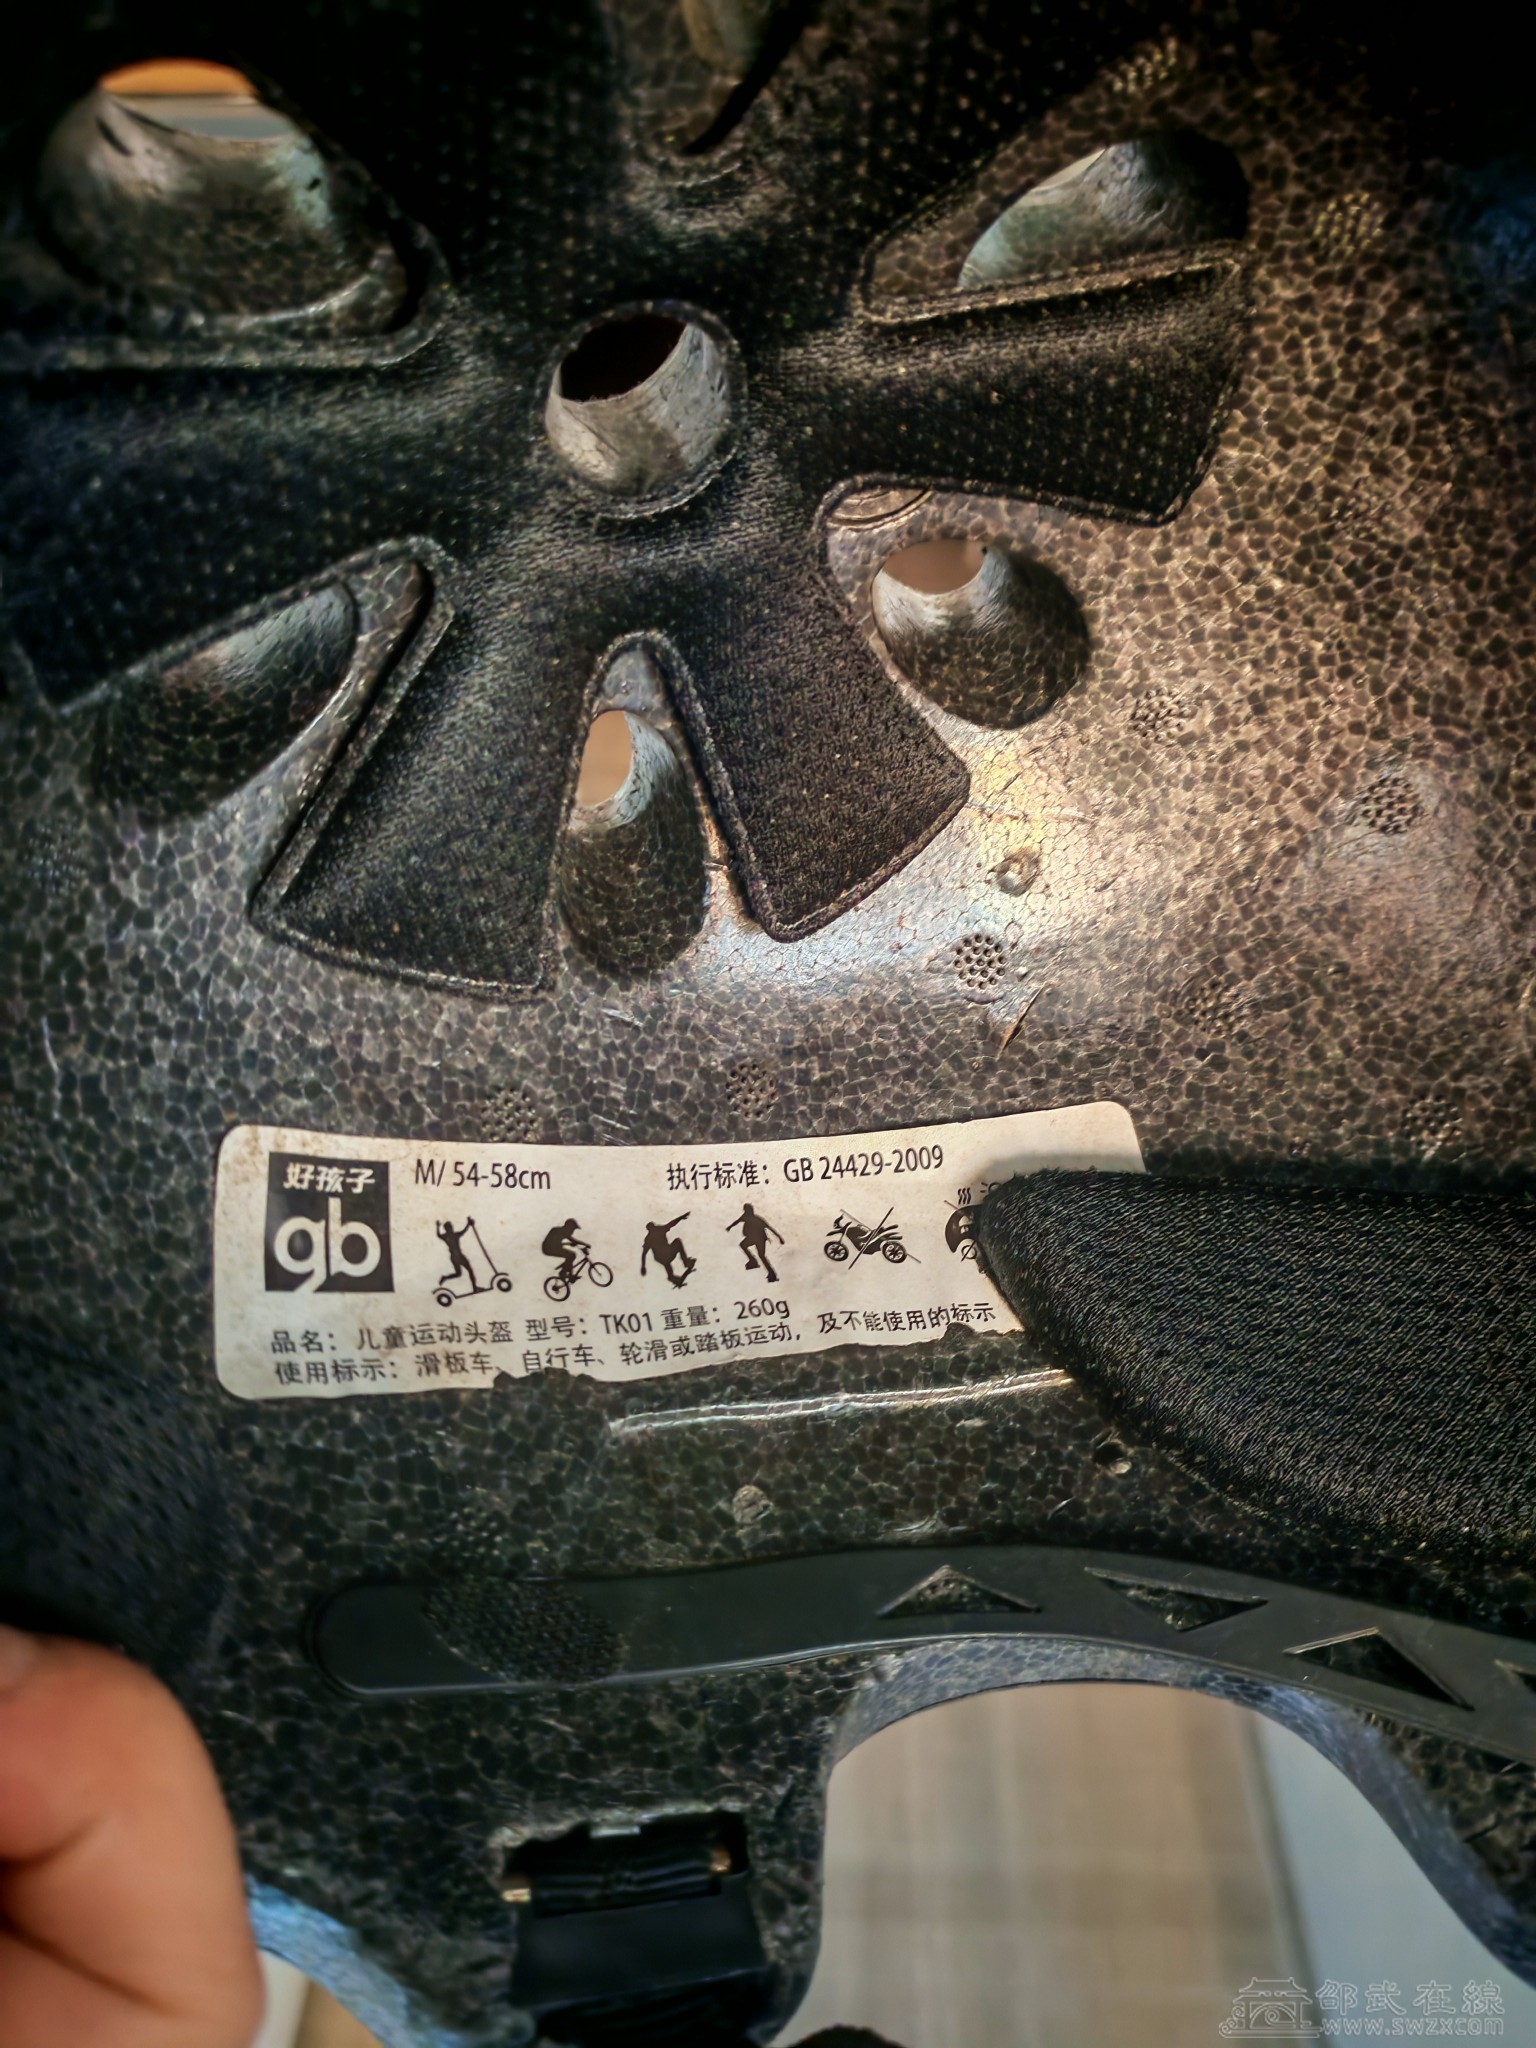 好孩子
gb
M/ 54-58cm
执行标准：GB 24429-2009
品名：儿童运动头盔 型号：TK01 重量：260g
使用标示：滑板车、自行车、轮滑或踏板运动，及不能使用的标示
邵武在線
www.swzx.com